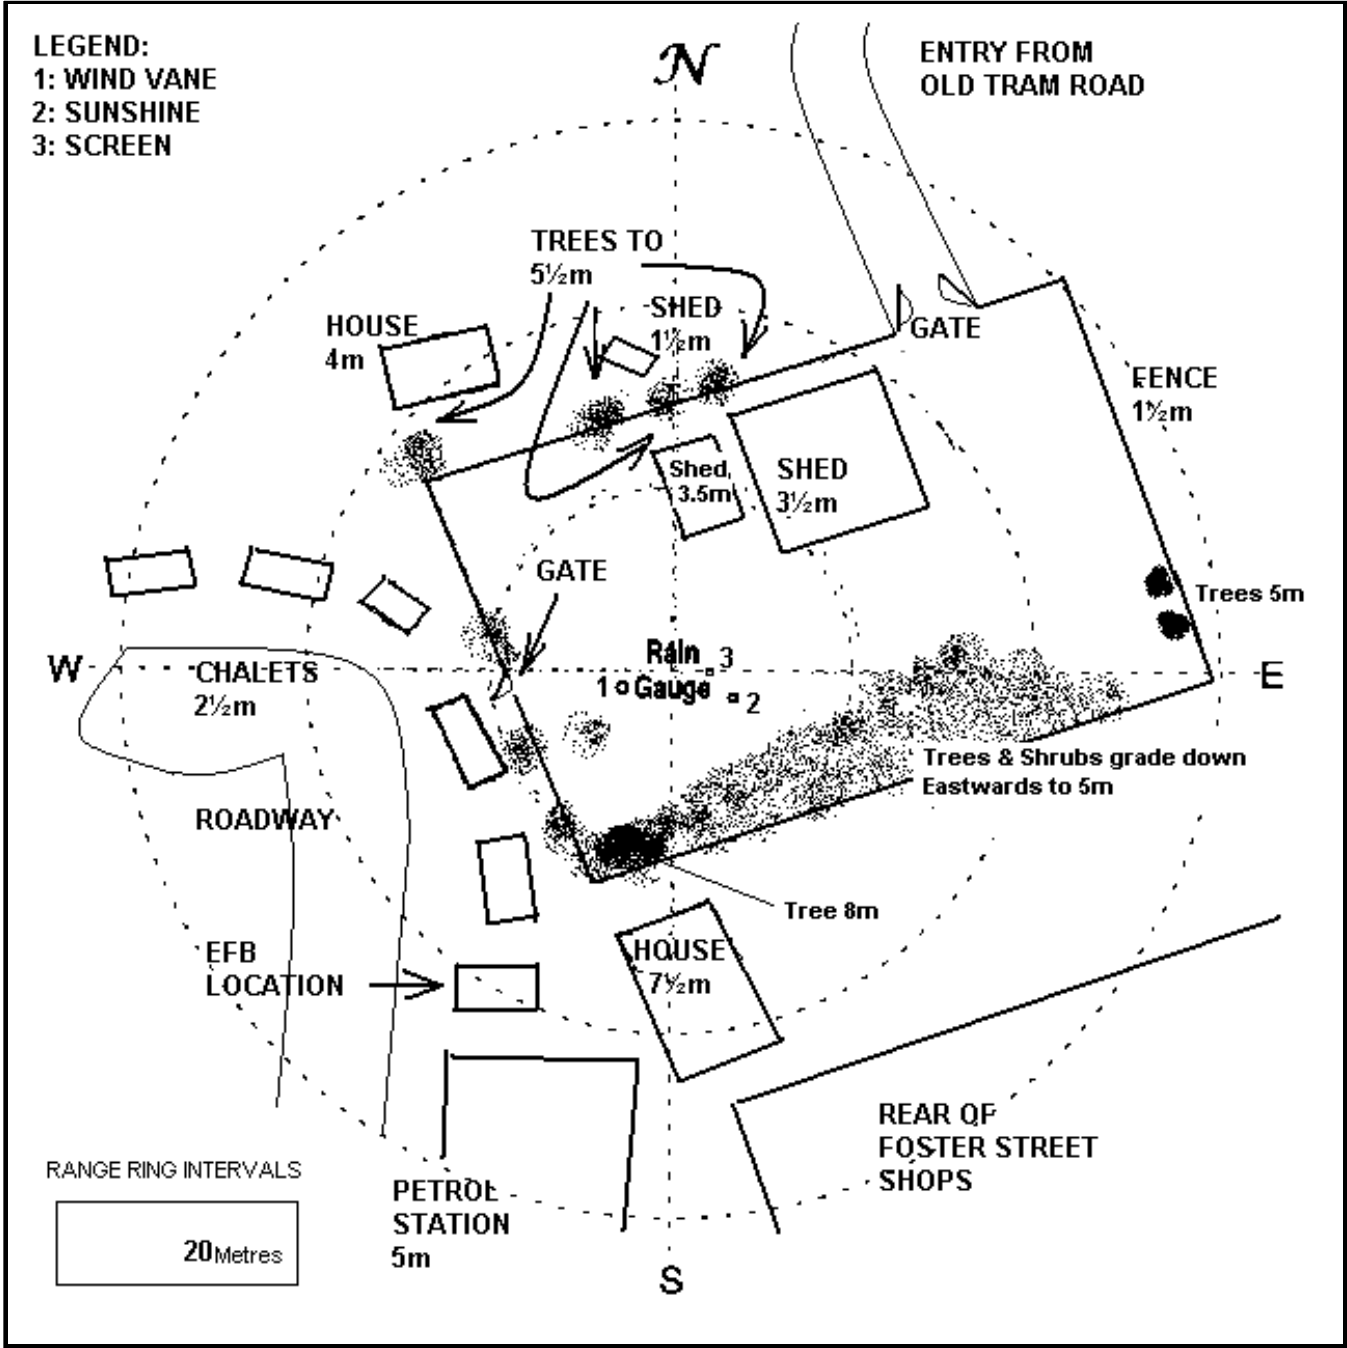 LEGEND:
1: WIND VANE
2: SUNSHINE
3: SCREEN
N
ENTRY FROM
OLD TRAM ROAD
TREES TO
5½m
SHED
1½m
HOUSE
4m
GATE
FENCE
1½m
Shed
3.5m
SHED
3½m
GATE
Trees 5m
W
CHALETS
2½m
Rain
Gauge
1
3
2
E
Trees & Shrubs grade down
Eastwards to 5m
ROADWAY
Tree 8m
EFB
LOCATION
HOUSE
7½m
REAR OF
FOSTER STREET
SHOPS
RANGE RING INTERVALS
20 Metres
PETROL
STATION
5m
S